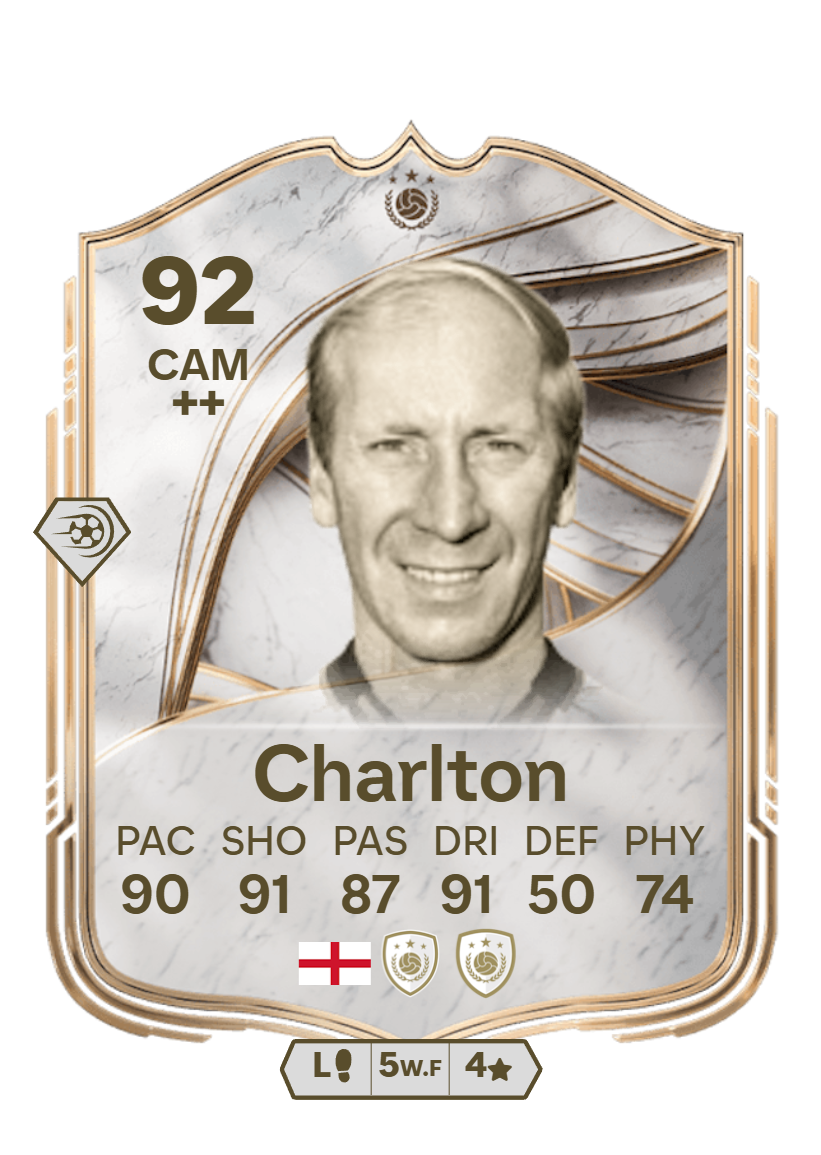 92
CAM
++
Charlton
PAC SHO PAS DRI DEF PHY
90 91 87 91 50 74
L 5W.F 4★